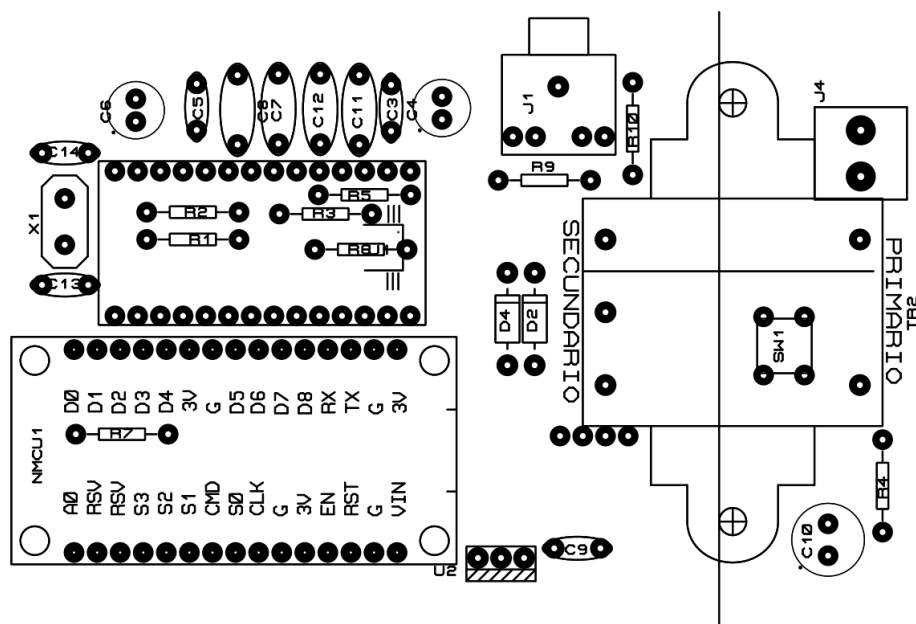 C6
C5
C8
C7
C12
C11
C3
C4
J1
R10
J4
C14
R9
X1
R5
R2
R3
R1
C13
SECUNDARIO
PRIMARIO
TR2
D4
D2
SW1
NMCU1
D0 D1 D2 D3 D4 3V G D5 D6 D7 D8 RX TX G 3V
R7
A0 RSV RSV S3 S2 S1 CMD S0 CLK G 3V EN RST G VIN
R4
C10
U2
C9